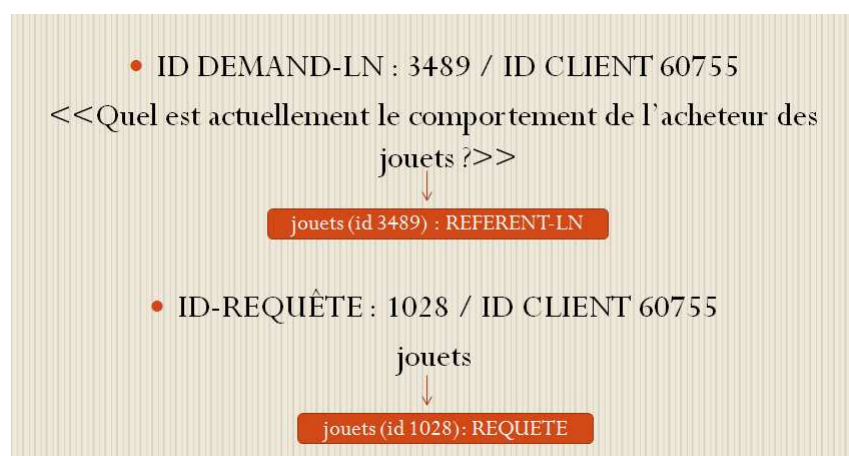 • ID DEMAND-LN : 3489 / ID CLIENT 60755
<<Quel est actuellement le comportement de l'acheteur des
jouets ?>>
jouets (id 3489) : REFERENT-LN
• ID-REQUÊTE : 1028 / ID CLIENT 60755
jouets
jouets (id 1028): REQUETE